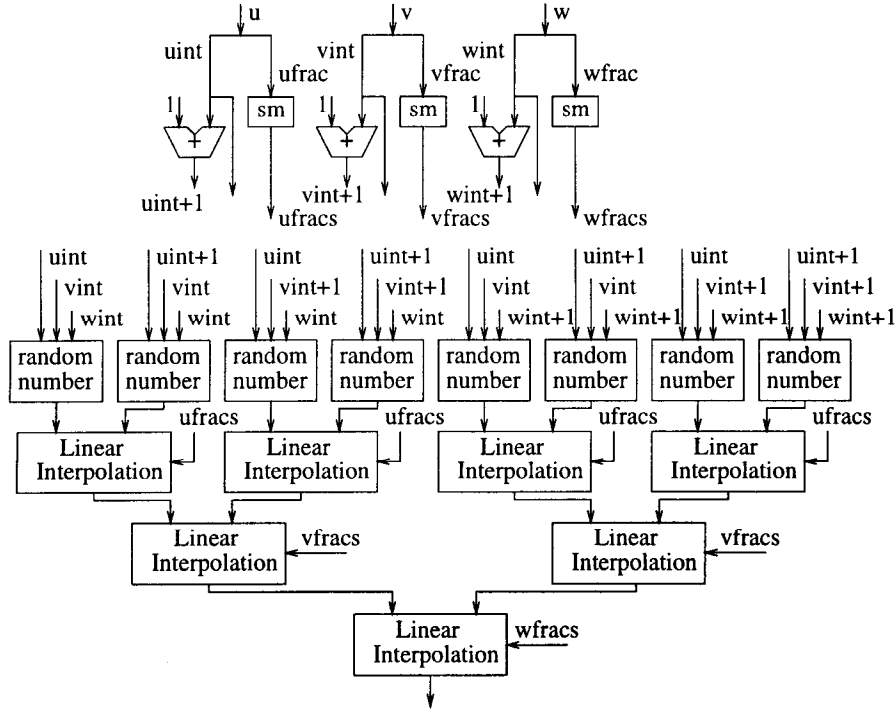 u v w
uint vint wint
ufrac vfrac wfrac
1 sm 1 sm 1 sm
+ + +
uint+1 vint+1 wint+1
ufracs vfracs wfracs
uint uint+1 uint uint+1 uint uint+1 uint uint+1
vint vint vint+1 vint+1 vint vint vint+1 vint+1
wint wint wint wint wint+1 wint+1 wint+1 wint+1
random random random random random random random random
number number number number number number number number
ufracs ufracs ufracs ufracs
Linear Linear Linear Linear
Interpolation Interpolation Interpolation Interpolation
Linear vfracs Linear vfracs
Interpolation Interpolation
Linear wfracs
Interpolation